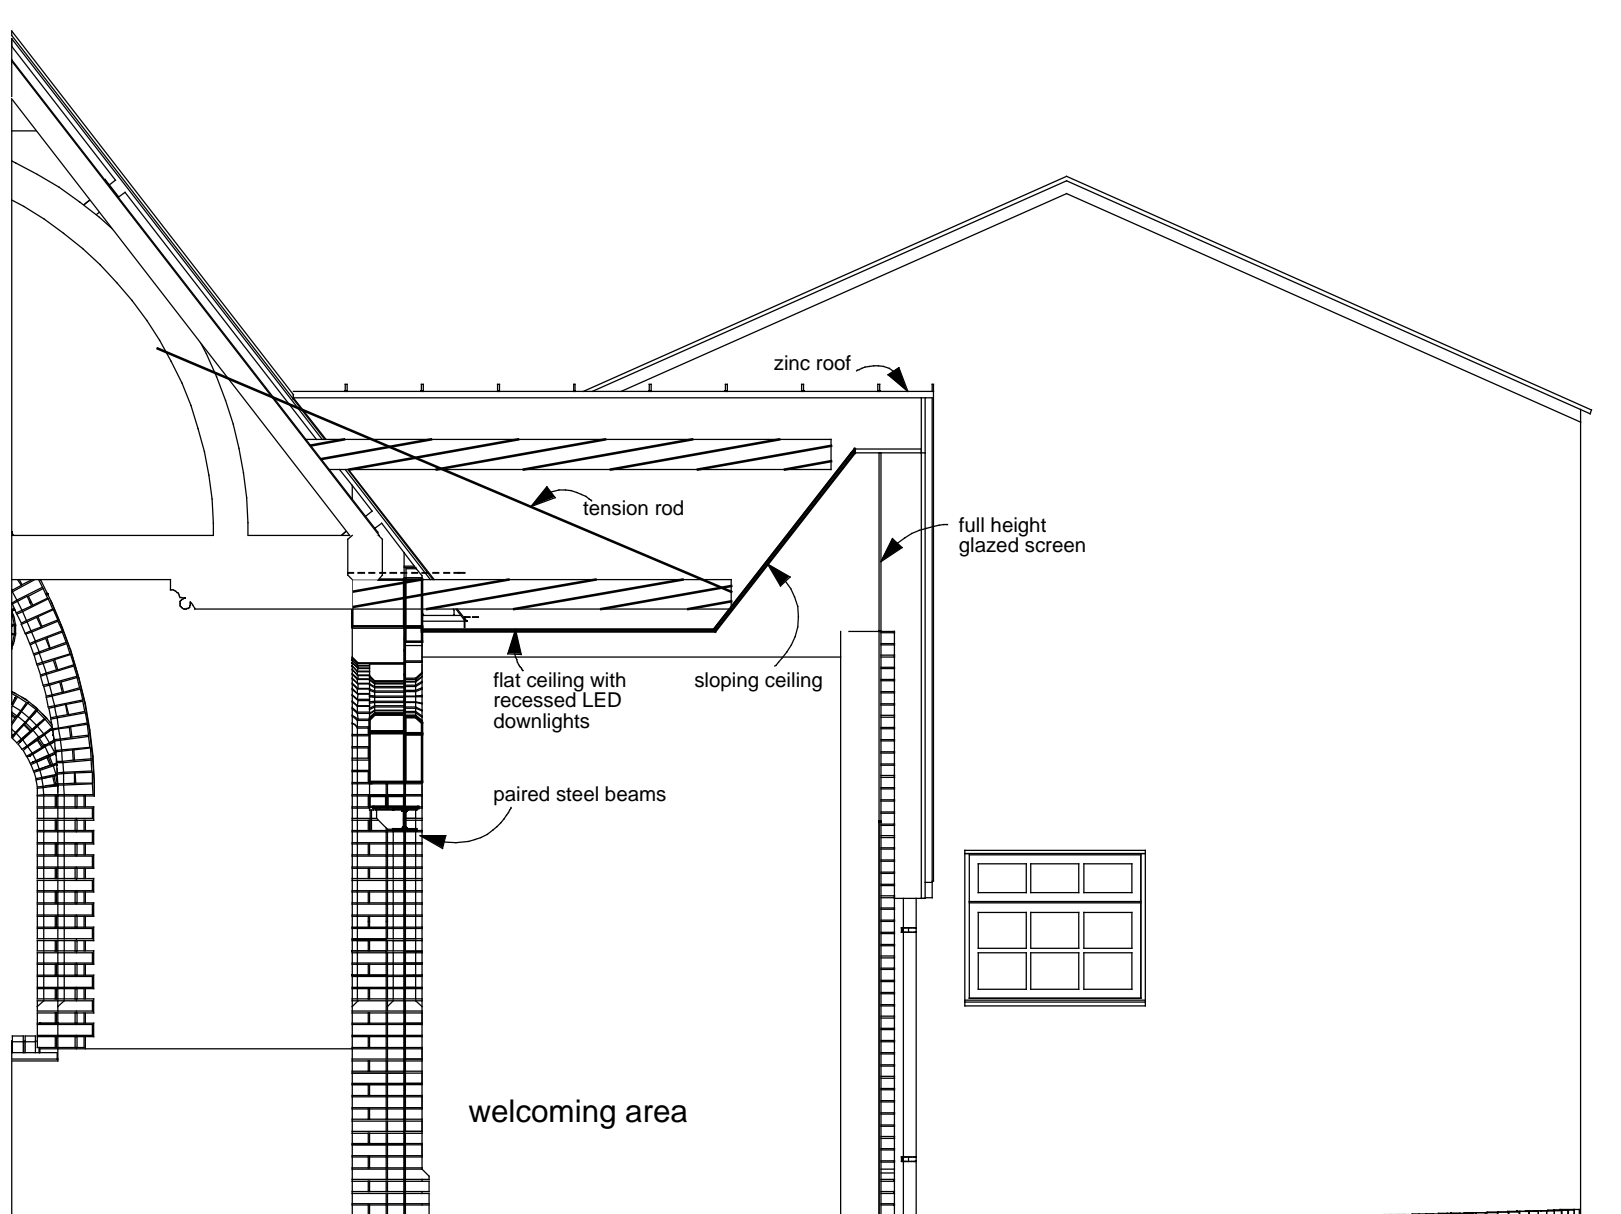 zinc roof
tension rod
full height
glazed screen
flat ceiling with
recessed LED
downlights
sloping ceiling
paired steel beams
welcoming area